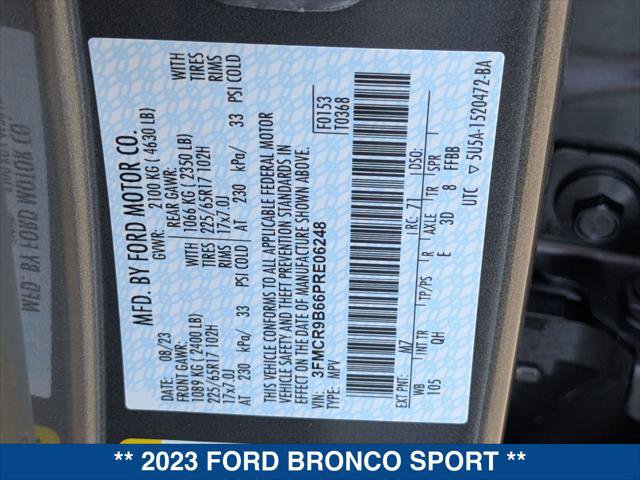 MFD. BY FORD MOTOR CO.
08/23 GVWR: 2100 KG ( 4630 LB)
FRONT GAWR: REAR GAWR:
1089 KG ( 2400 LB) WITH 1066 KG ( 2350 LB) WITH
225/65R17 102H TIRES 225/65R17 102H TIRES
17x7.0J RIMS 17x7.0J RIMS
AT 230 kPa/ 33 PSI COLD AT 230 kPa/ 33 PSI COLD
THIS VEHICLE CONFORMS TO ALL APPLICABLE FEDERAL MOTOR
VEHICLE SAFETY AND THEFT PREVENTION STANDARDS IN
EFFECT ON THE DATE OF MANUFACTURE SHOWN ABOVE.
VIN: 3FMCR9B66PRE06248 F0153
TYPE: MPV T0368
EXT PNT: MZ RC: 71 DSO:
WB INT TR TP/PS R AXLE TR SPR
105 QH E 3D 8 FFBB
UTC ▽ 5U5A-1520472-BA
** 2023 FORD BRONCO SPORT **